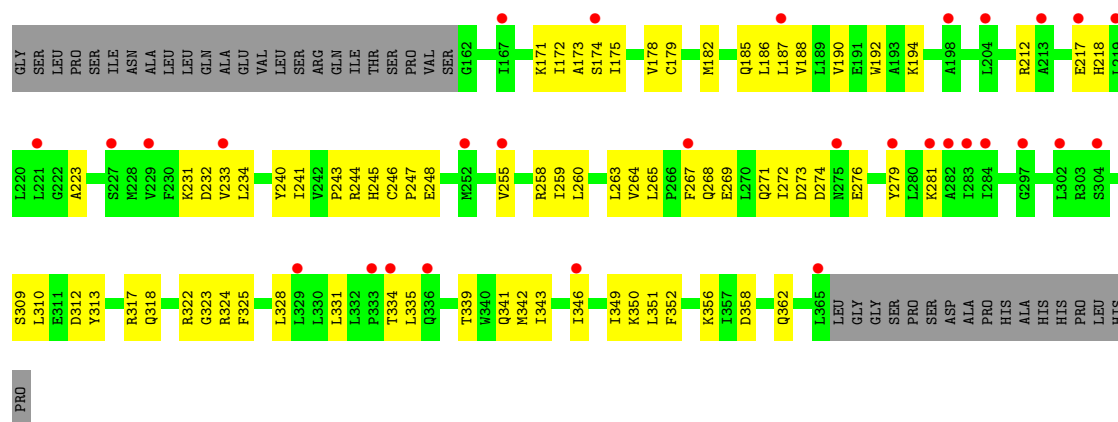 GLY SER LEU PRO SER ILE ASN ALA LEU LEU GLN ALA GLU VAL LEU SER ARG GLN ILE THR SER PRO VAL SER G162 I167 K171 I172 A173 S174 I175 V178 C179 M182 Q185 L186 L187 V188 L189 V190 E191 W192 A193 K194 A198 L204 R212 A213 E217 H218 L219
L220 L221 G222 A223 S227 M228 V229 F230 K231 D232 V233 L234 Y240 I241 V242 P243 R244 H245 C246 P247 E248 M252 V255 R258 I259 L260 L263 V264 L265 P266 F267 Q268 E269 L270 Q271 I272 D273 D274 N275 E276 Y279 L280 K281 A282 I283 I284 G297 L302 R303 S304
S309 L310 E311 D312 Y313 R317 Q318 R322 G323 R324 F325 L328 L329 L330 L331 L332 P333 T334 L335 Q336 T339 W340 Q341 M342 I343 I346 I349 K350 L351 F352 K356 I357 D358 Q362 L365 LEU GLY GLY SER PRO SER ASP ALA PRO HIS ALA HIS HIS PRO LEU HIS
PRO